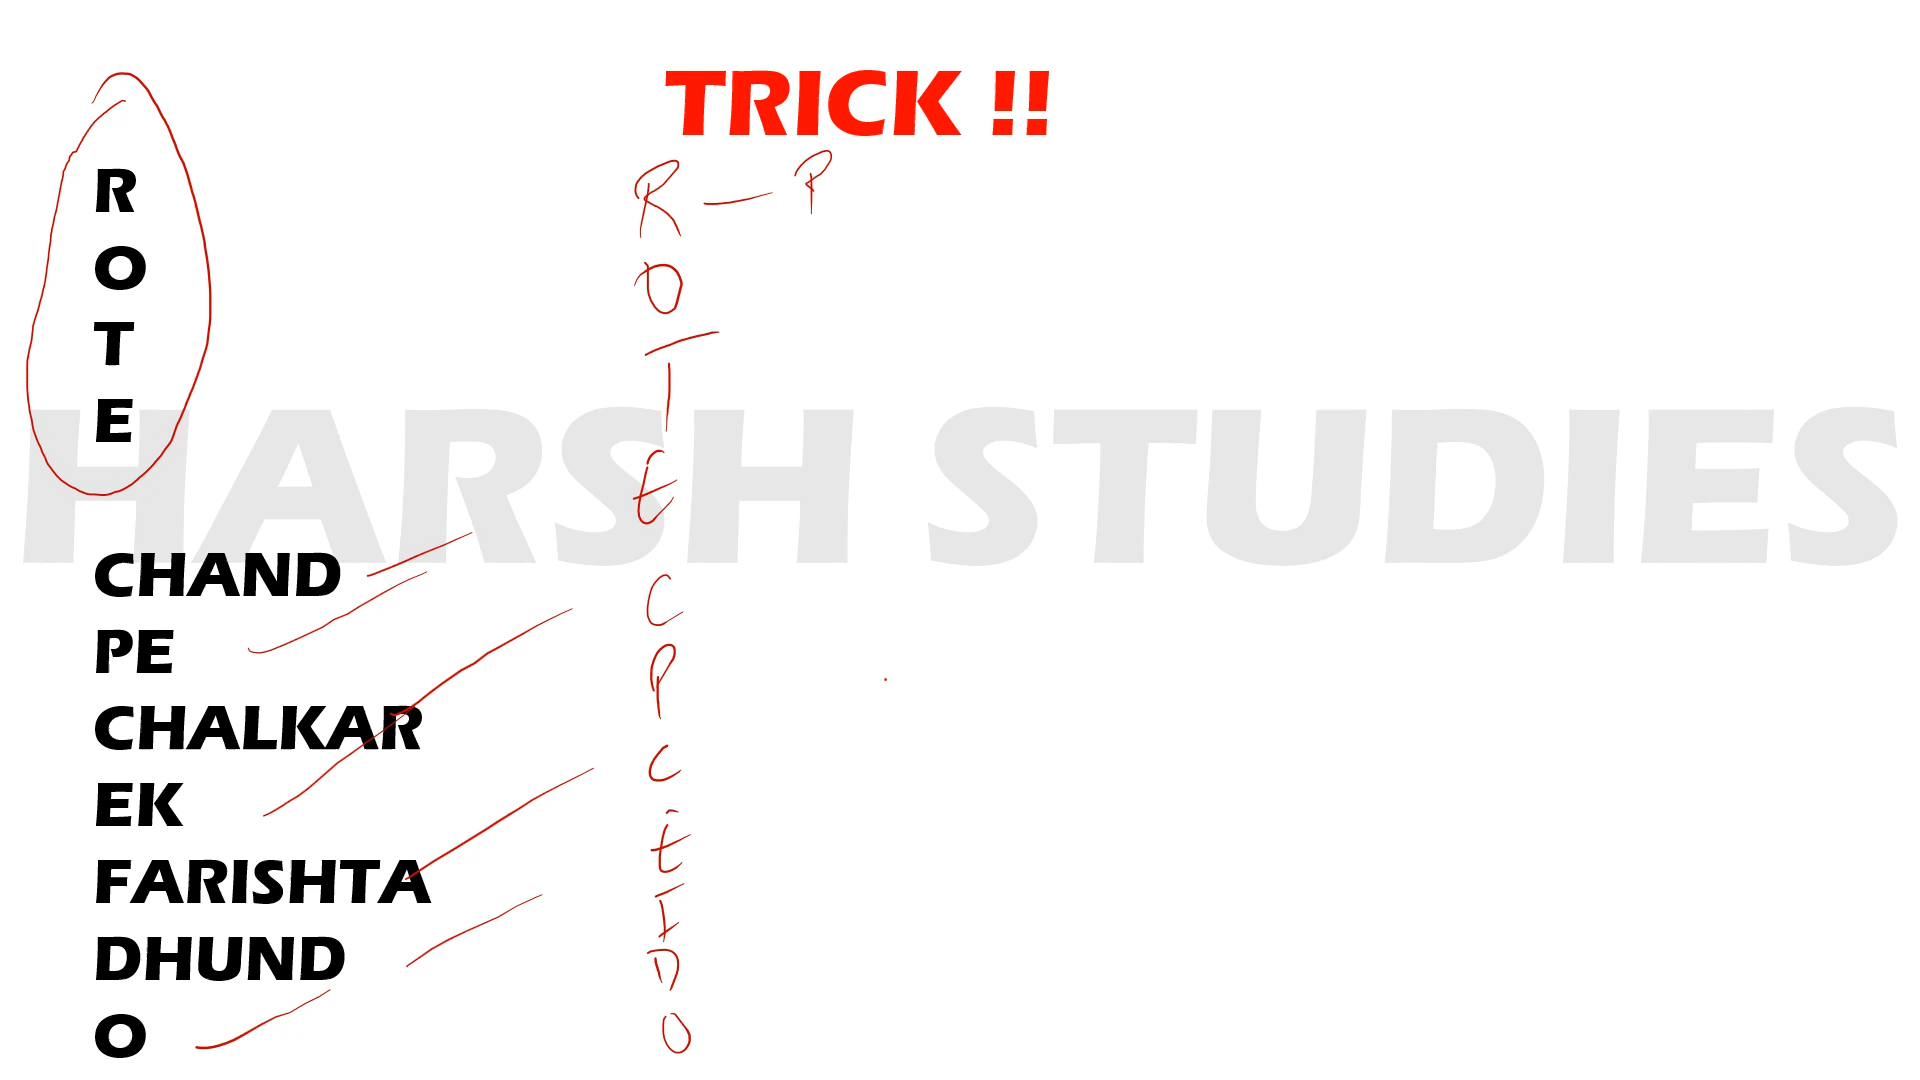 TRICK !!
R
O
T
E
CHAND
PE
CHALKAR
EK
FARISHTA
DHUND
O
R — P
O
T
E
C
P
C
E
F
D
O
HARSH STUDIES